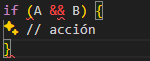 if (A && B) {
// acción
}